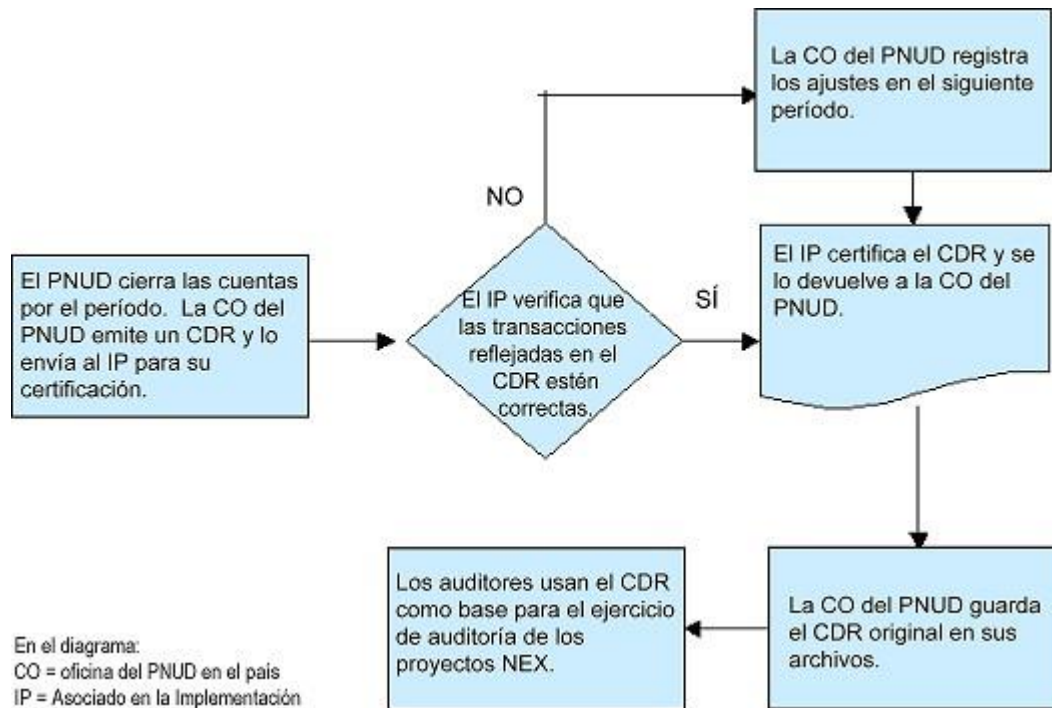 El PNUD cierra las cuentas
por el período.  La CO del
PNUD emite un CDR y lo
envía al IP para su
certificación.
El IP verifica que
las transacciones
reflejadas en el
CDR estén
correctas.
NO
La CO del PNUD registra
los ajustes en el siguiente
período.
SÍ
El IP certifica el CDR y se
lo devuelve a la CO del
PNUD.
La CO del PNUD guarda
el CDR original en sus
archivos.
Los auditores usan el CDR
como base para el ejercicio
de auditoría de los
proyectos NEX.
En el diagrama:
CO = oficina del PNUD en el país
IP = Asociado en la Implementación